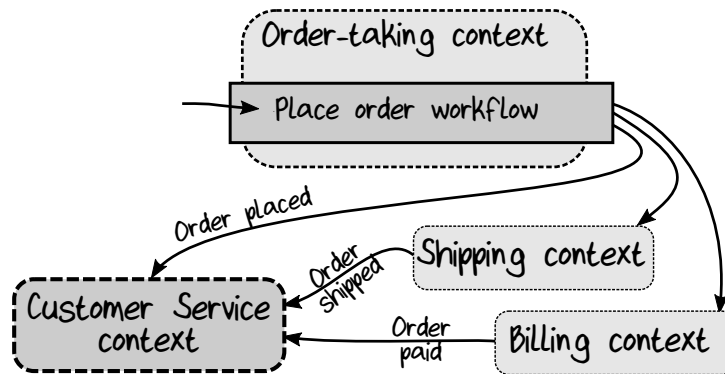 Order-taking context
Place order workflow
Order placed
Order
shipped
Shipping context
Customer Service
context
Order
paid
Billing context